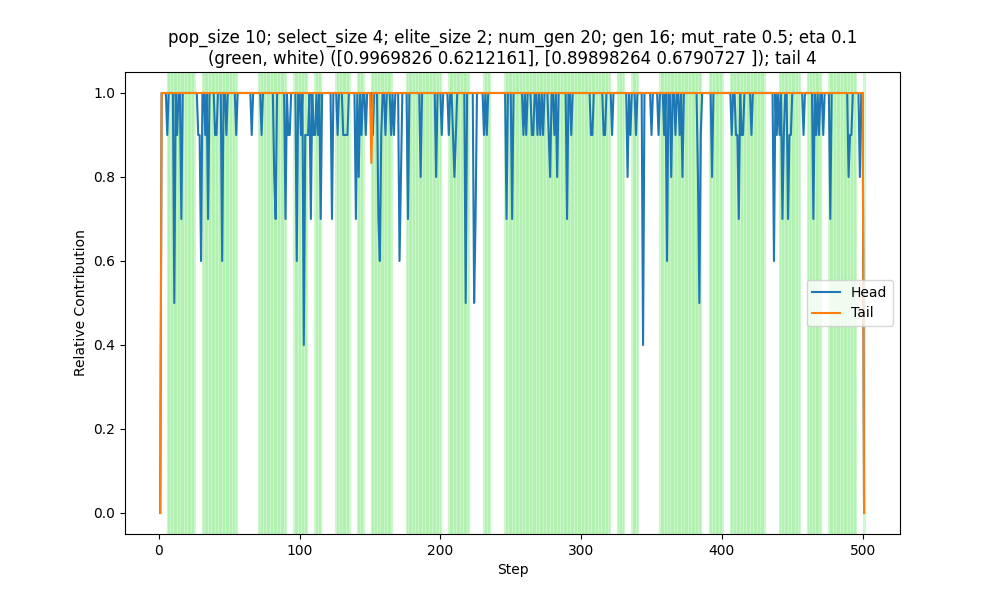 pop_size 10; select_size 4; elite_size 2; num_gen 20; gen 16; mut_rate 0.5; eta 0.1
(green, white) ([0.9969826 0.6212161], [0.89898264 0.6790727 ]); tail 4
1.0
0.8
0.6
0.4
0.2
0.0
Relative Contribution
Head
Tail
0 100 200 300 400 500
Step